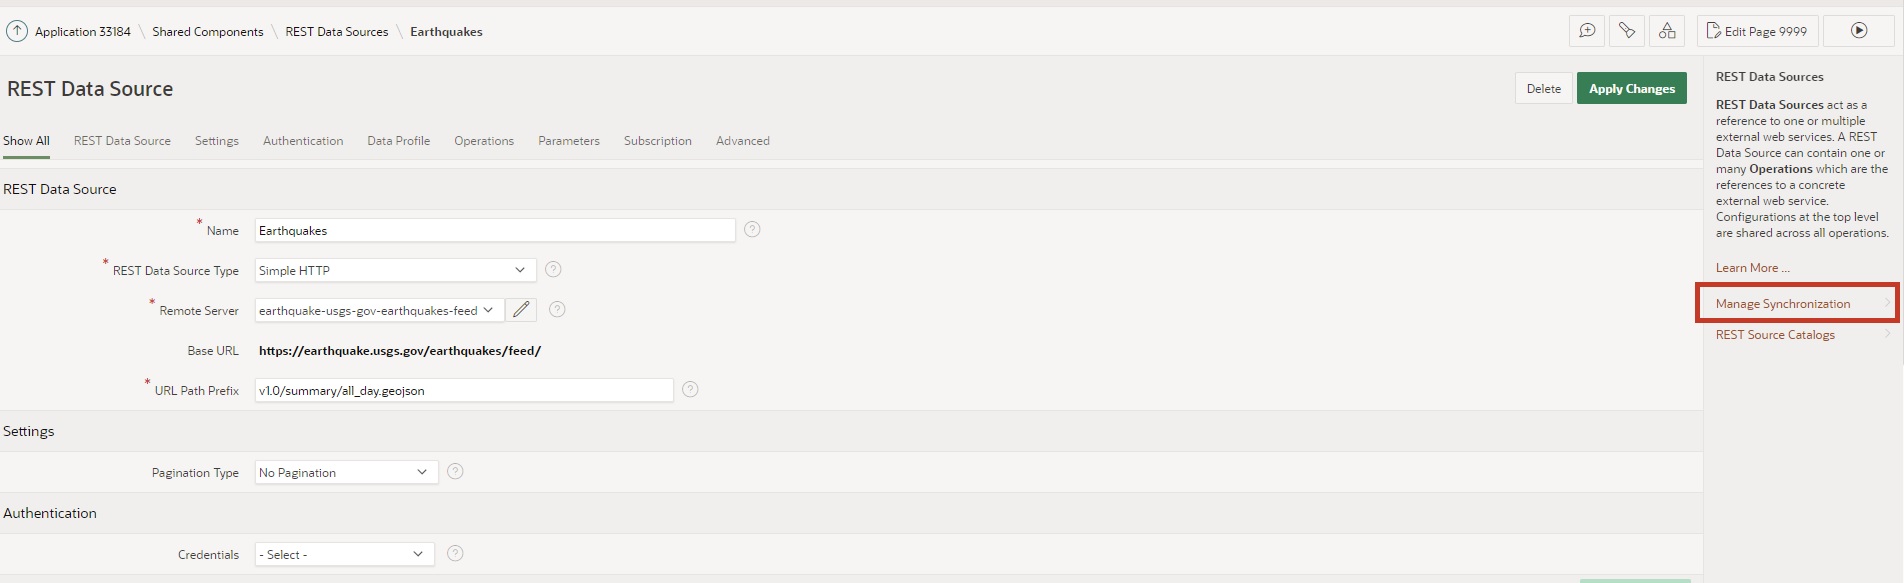 Application 33184 \ Shared Components \ REST Data Sources \ Earthquakes
Edit Page 9999
REST Data Source
Delete
Apply Changes
Show All
REST Data Source
Settings
Authentication
Data Profile
Operations
Parameters
Subscription
Advanced
REST Data Source
* Name
Earthquakes
* REST Data Source Type
Simple HTTP
* Remote Server
earthquake-usgs-gov-earthquakes-feed
Base URL
https://earthquake.usgs.gov/earthquakes/feed/
* URL Path Prefix
v1.0/summary/all_day.geojson
Settings
Pagination Type
No Pagination
Authentication
Credentials
- Select -
REST Data Sources
REST Data Sources act as a
reference to one or multiple
external web services. A REST
Data Source can contain one or
many Operations which are the
references to a concrete
external web service.
Configurations at the top level
are shared across all operations.
Learn More ...
Manage Synchronization
REST Source Catalogs